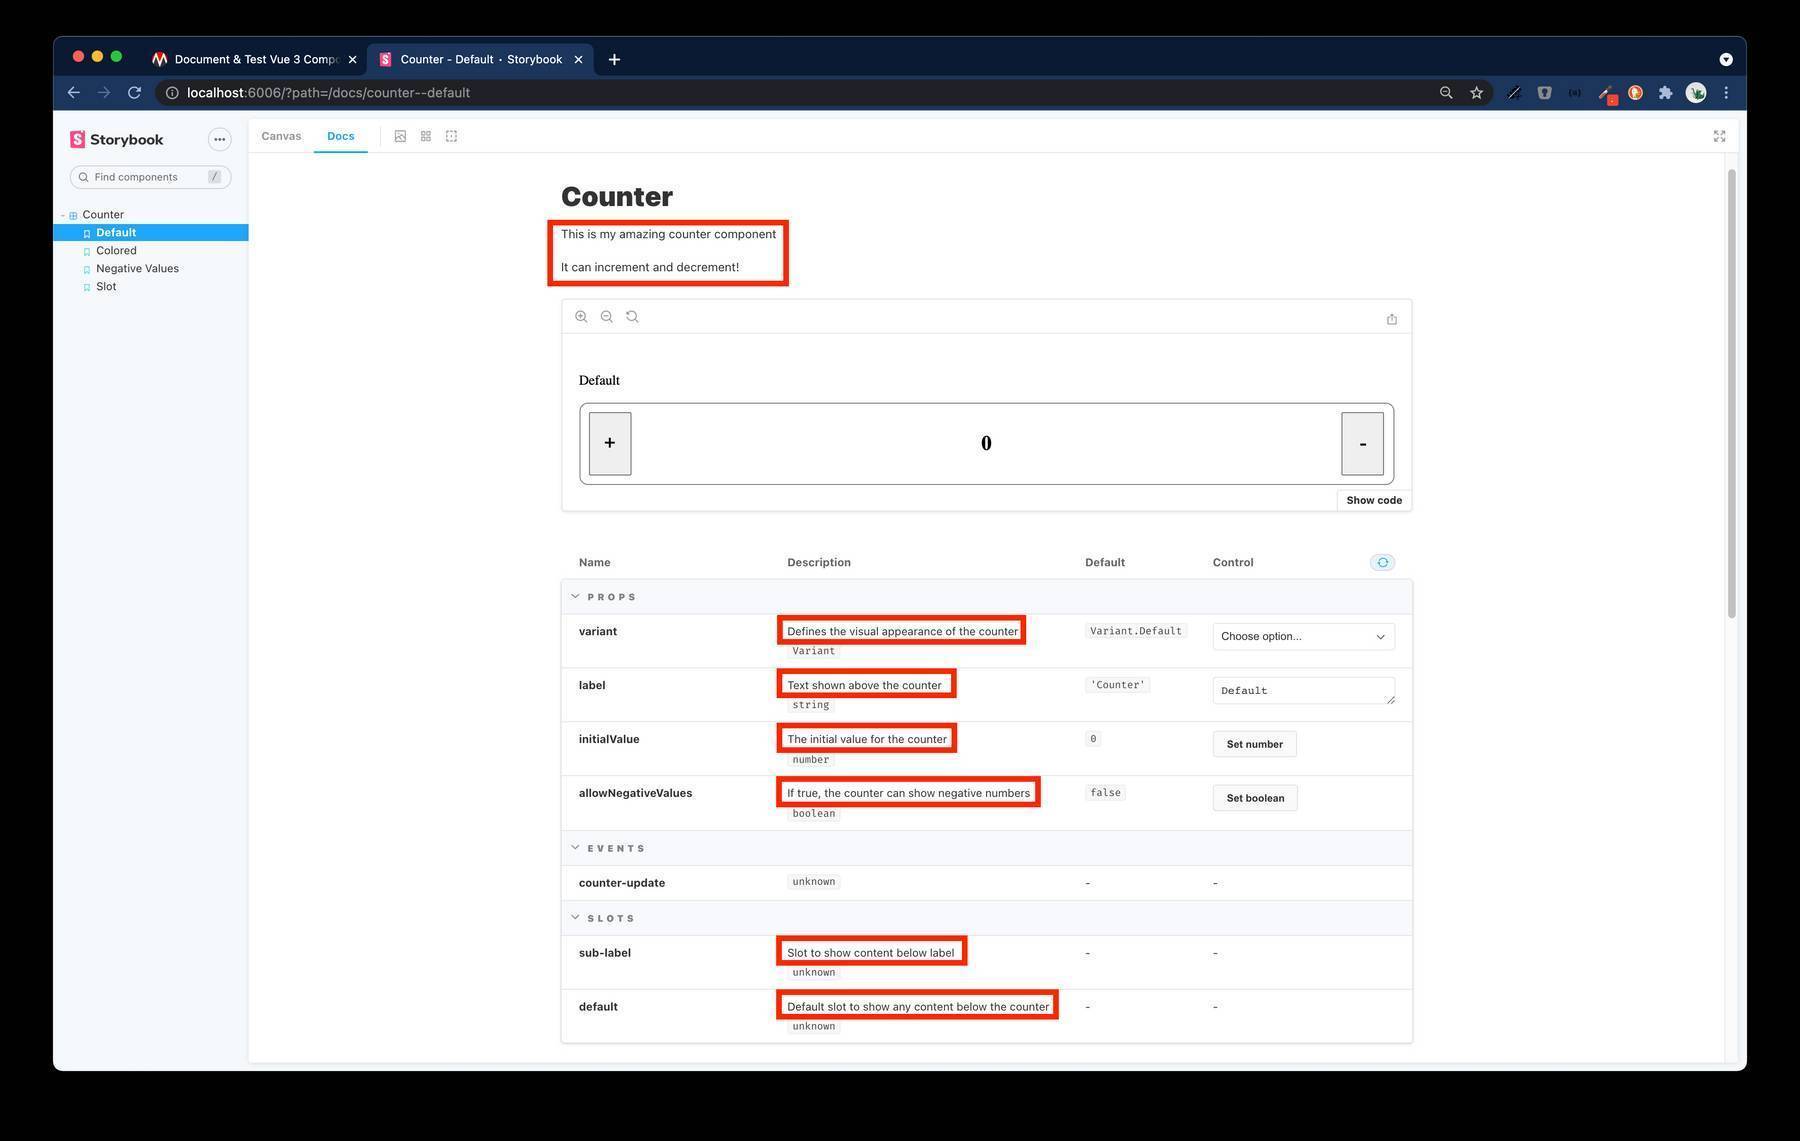 Document & Test Vue 3 Compo
Counter - Default • Storybook
localhost:6006/?path=/docs/counter--default
Storybook
Find components
/
Counter
Default
Colored
Negative Values
Slot
Canvas
Docs
Counter
This is my amazing counter component
It can increment and decrement!
Default
+
0
-
Show code
Name Description Default Control
PROPS
variant Defines the visual appearance of the counter Variant.Default Choose option...
Variant
label Text shown above the counter 'Counter' Default
string
initialValue The initial value for the counter 0 Set number
number
allowNegativeValues If true, the counter can show negative numbers false Set boolean
boolean
EVENTS
counter-update unknown - -
SLOTS
sub-label Slot to show content below label - -
unknown
default Default slot to show any content below the counter - -
unknown